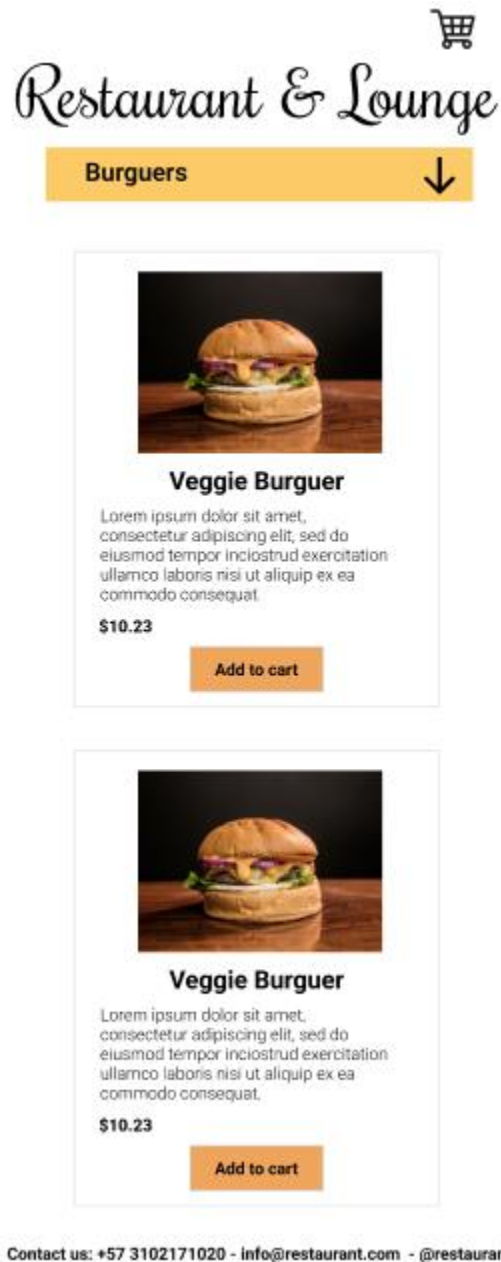 Restaurant & Lounge
Burguers
Veggie Burguer
Lorem ipsum dolor sit amet,
consectetur adipiscing elit, sed do
eiusmod tempor inciostrud exercitation
ullamco laboris nisi ut aliquip ex ea
commodo consequat.
$10.23
Add to cart
Veggie Burguer
Lorem ipsum dolor sit amet,
consectetur adipiscing elit, sed do
eiusmod tempor inciostrud exercitation
ullamco laboris nisi ut aliquip ex ea
commodo consequat.
$10.23
Add to cart
Contact us: +57 3102171020 - info@restaurant.com - @restauran